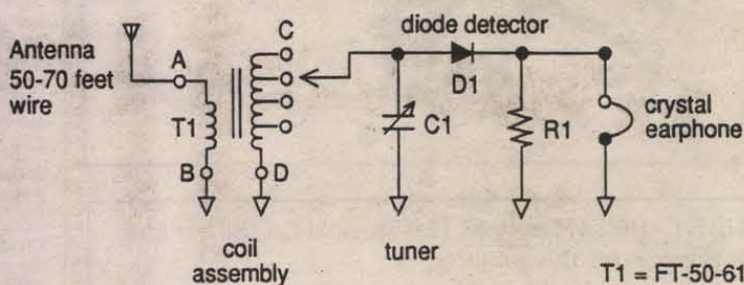 Antenna
50-70 feet
wire
A
T1
B
C
D
coil
assembly
C1
tuner
diode detector
D1
R1
crystal
earphone
T1 = FT-50-61